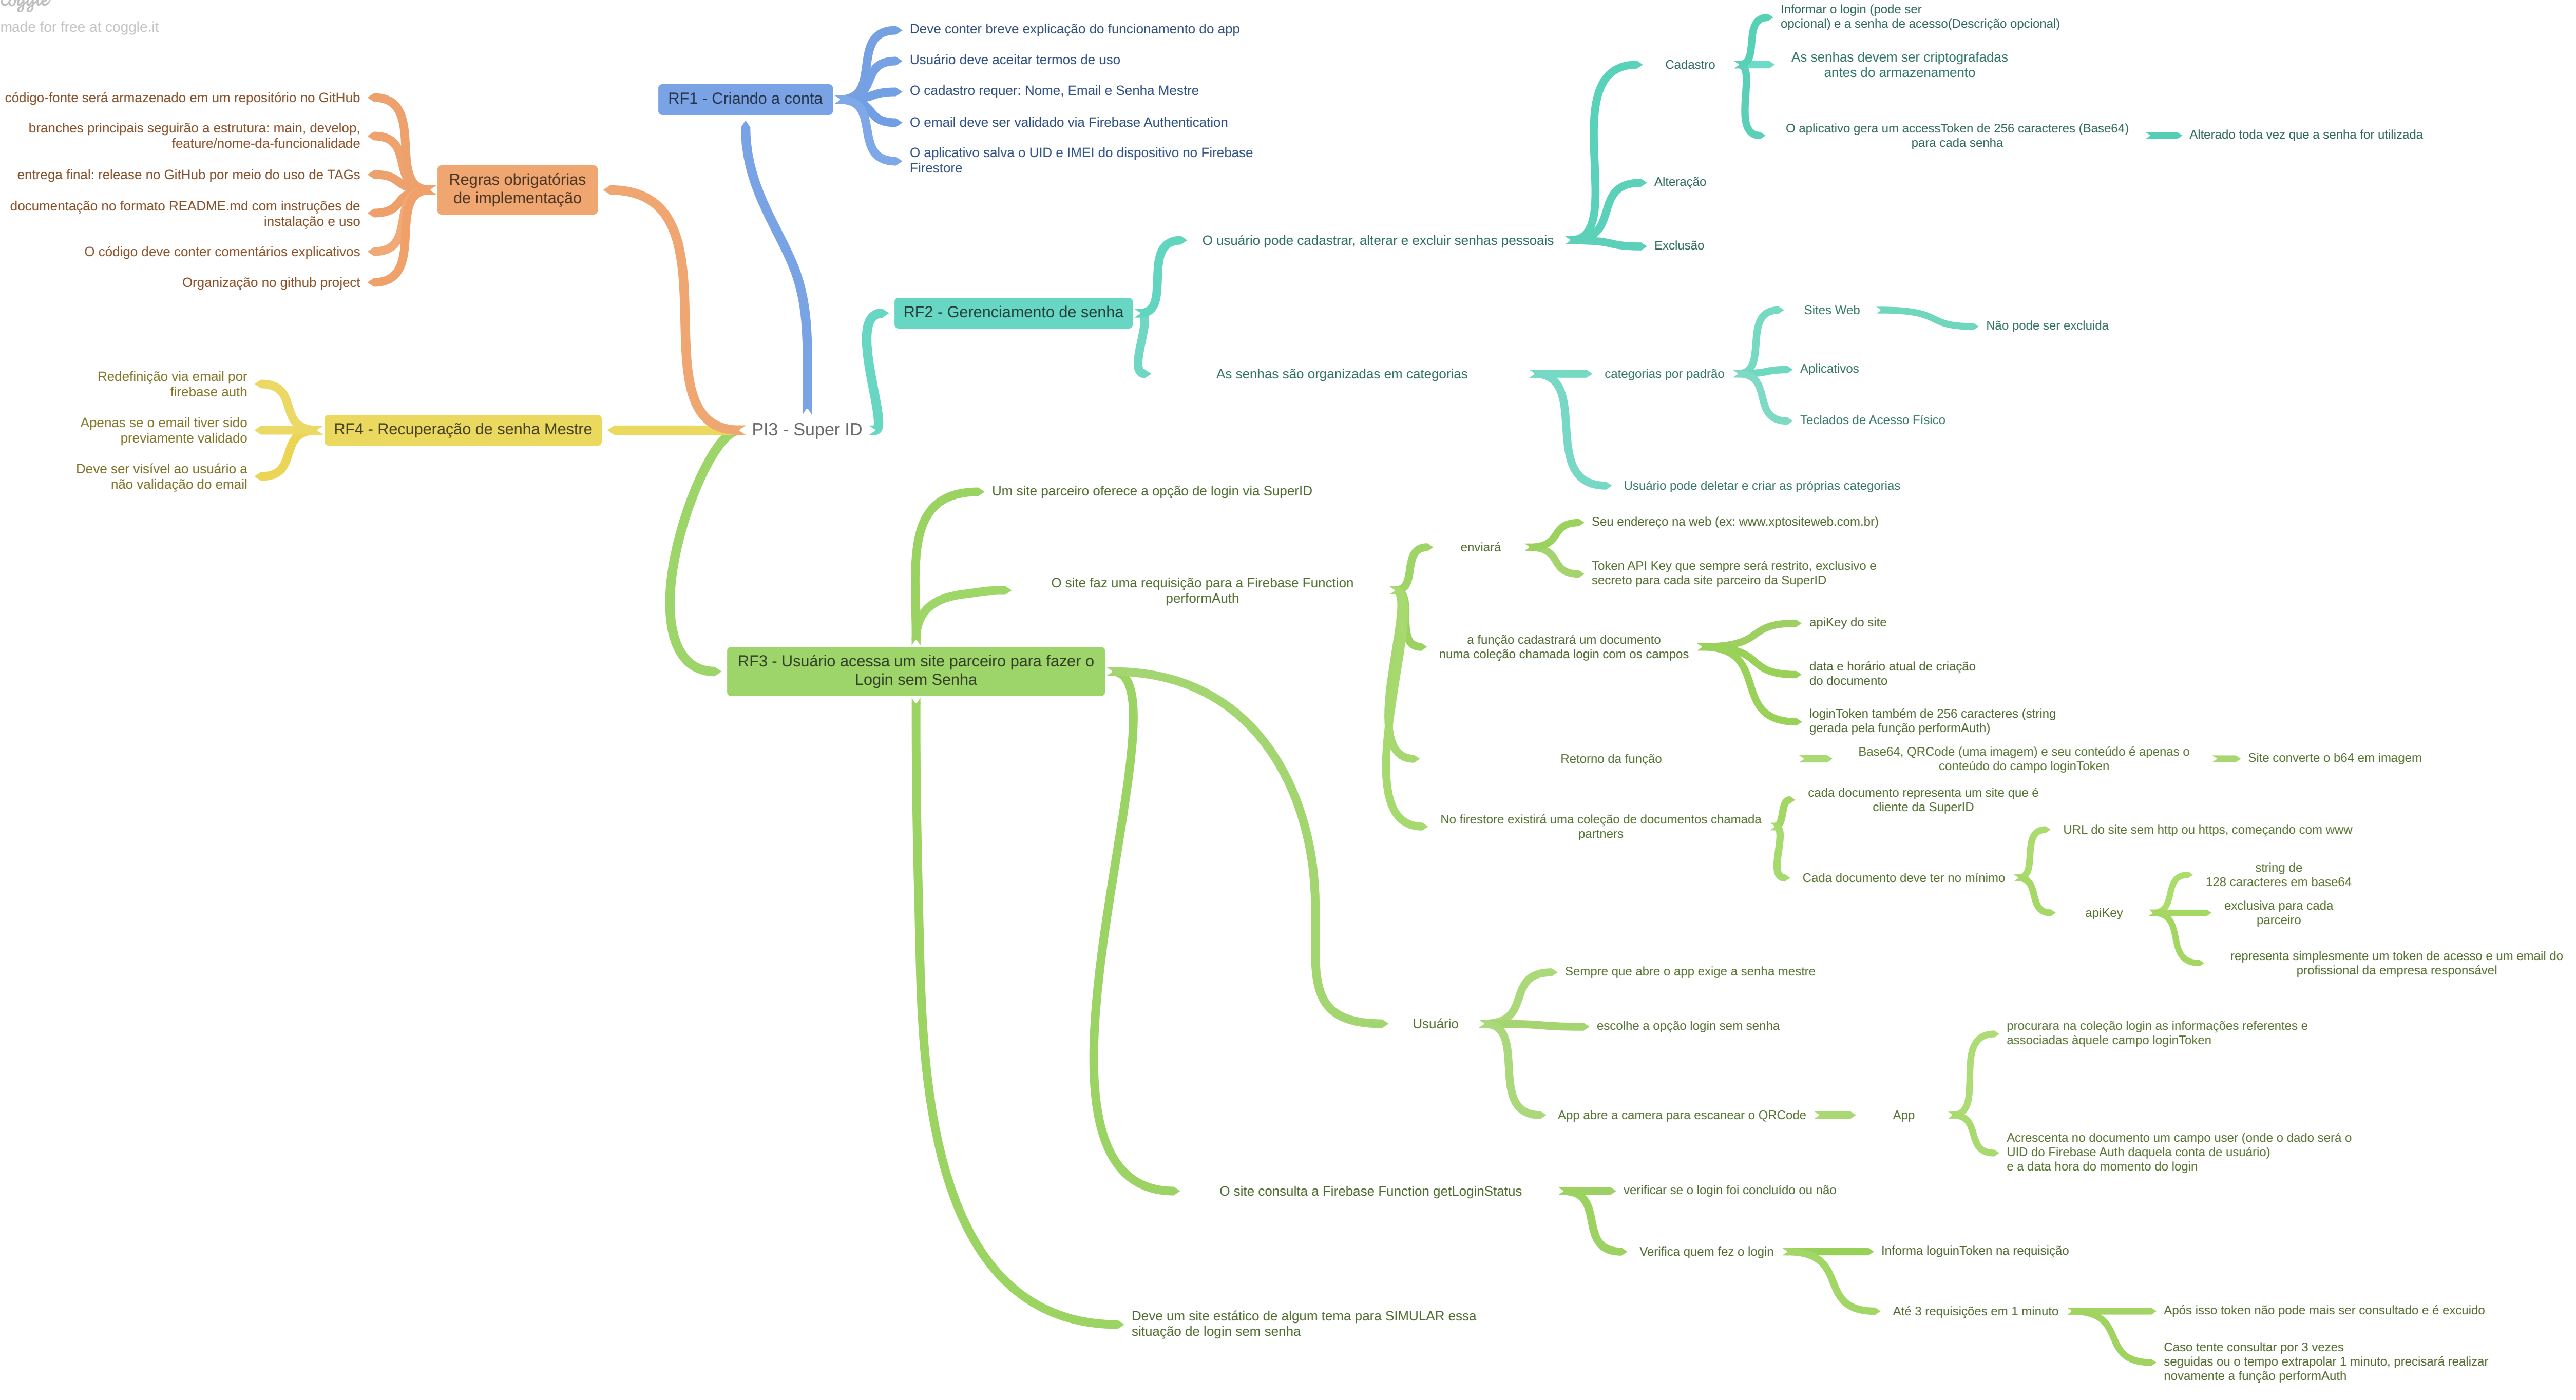 coggle
made for free at coggle.it
Regras obrigatórias
de implementação
código-fonte será armazenado em um repositório no GitHub
branches principais seguirão a estrutura: main, develop,
feature/nome-da-funcionalidade
entrega final: release no GitHub por meio do uso de TAGs
documentação no formato README.md com instruções de
instalação e uso
O código deve conter comentários explicativos
Organização no github project
RF4 - Recuperação de senha Mestre
Redefinição via email por
firebase auth
Apenas se o email tiver sido
previamente validado
Deve ser visível ao usuário a
não validação do email
PI3 - Super ID
RF1 - Criando a conta
Deve conter breve explicação do funcionamento do app
Usuário deve aceitar termos de uso
O cadastro requer: Nome, Email e Senha Mestre
O email deve ser validado via Firebase Authentication
O aplicativo salva o UID e IMEI do dispositivo no Firebase
Firestore
RF2 - Gerenciamento de senha
O usuário pode cadastrar, alterar e excluir senhas pessoais
Cadastro
Informar o login (pode ser
opcional) e a senha de acesso(Descrição opcional)
As senhas devem ser criptografadas
antes do armazenamento
O aplicativo gera um accessToken de 256 caracteres (Base64)
para cada senha
Alterado toda vez que a senha for utilizada
Alteração
Exclusão
As senhas são organizadas em categorias
categorias por padrão
Sites Web
Não pode ser excluida
Aplicativos
Teclados de Acesso Físico
Usuário pode deletar e criar as próprias categorias
RF3 - Usuário acessa um site parceiro para fazer o
Login sem Senha
Um site parceiro oferece a opção de login via SuperID
O site faz uma requisição para a Firebase Function
performAuth
enviará
Seu endereço na web (ex: www.xptositeweb.com.br)
Token API Key que sempre será restrito, exclusivo e
secreto para cada site parceiro da SuperID
a função cadastrará um documento
numa coleção chamada login com os campos
apiKey do site
data e horário atual de criação
do documento
loginToken também de 256 caracteres (string
gerada pela função performAuth)
Retorno da função
Base64, QRCode (uma imagem) e seu conteúdo é apenas o
conteúdo do campo loginToken
Site converte o b64 em imagem
No firestore existirá uma coleção de documentos chamada
partners
cada documento representa um site que é
cliente da SuperID
Cada documento deve ter no mínimo
URL do site sem http ou https, começando com www
apiKey
string de
128 caracteres em base64
exclusiva para cada
parceiro
representa simplesmente um token de acesso e um email do
profissional da empresa responsável
Usuário
Sempre que abre o app exige a senha mestre
escolhe a opção login sem senha
App abre a camera para escanear o QRCode
App
procurara na coleção login as informações referentes e
associadas àquele campo loginToken
Acrescenta no documento um campo user (onde o dado será o
UID do Firebase Auth daquela conta de usuário)
e a data hora do momento do login
O site consulta a Firebase Function getLoginStatus
verificar se o login foi concluído ou não
Verifica quem fez o login
Informa loguinToken na requisição
Até 3 requisições em 1 minuto
Após isso token não pode mais ser consultado e é excuido
Caso tente consultar por 3 vezes
seguidas ou o tempo extrapolar 1 minuto, precisará realizar
novamente a função performAuth
Deve um site estático de algum tema para SIMULAR essa
situação de login sem senha